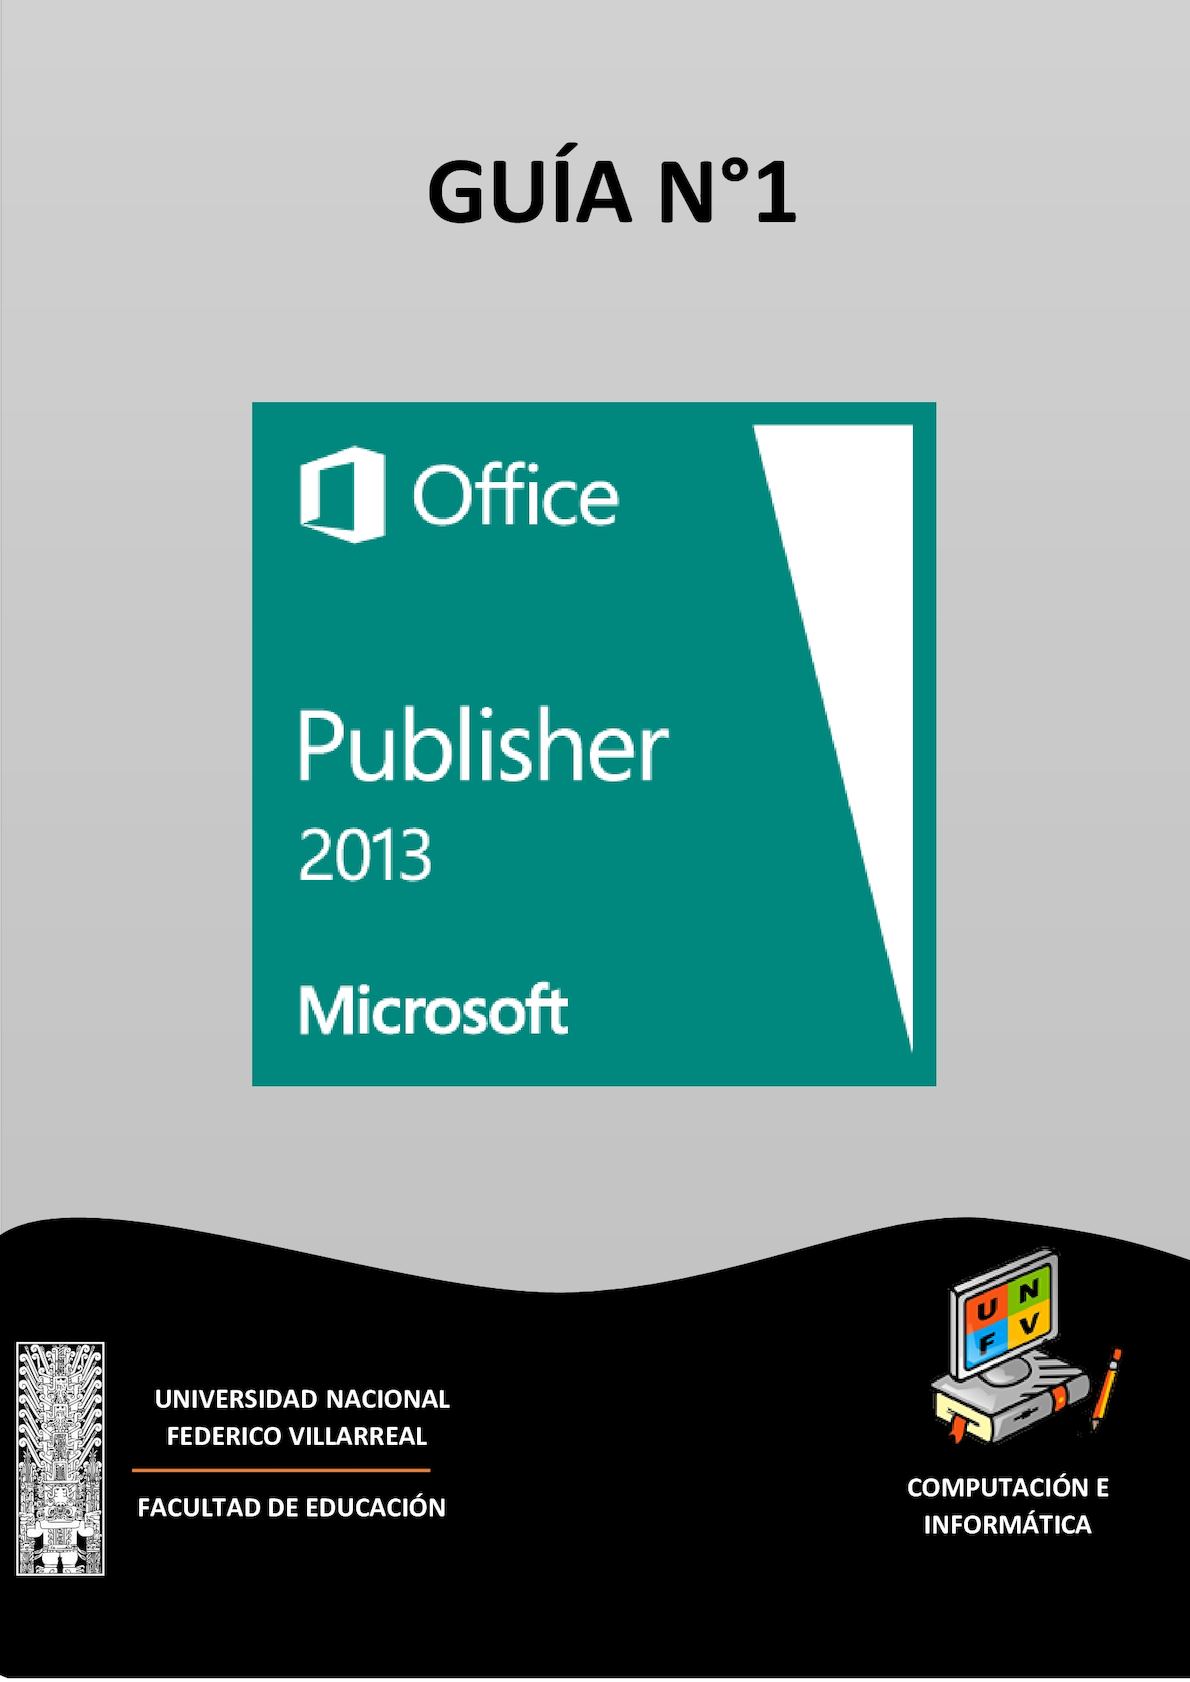 GUÍA N°1
Office
Publisher
2013
Microsoft
U N
F V
UNIVERSIDAD NACIONAL
FEDERICO VILLARREAL
FACULTAD DE EDUCACIÓN
COMPUTACIÓN E
INFORMÁTICA